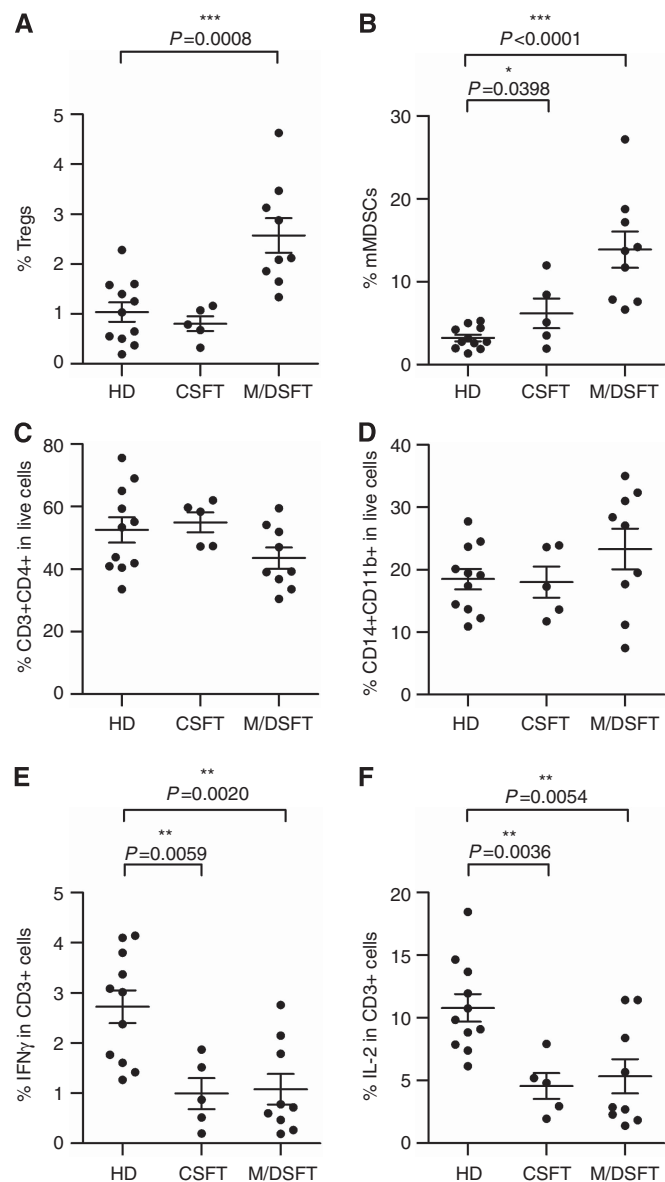 A
***
P=0.0008
% Tregs
5
4
3
2
1
0
HD CSFT M/DSFT
B
***
P<0.0001
*
P=0.0398
% mMDSCs
30
20
10
0
HD CSFT M/DSFT
C
% CD3+CD4+ in live cells
80
60
40
20
0
HD CSFT M/DSFT
D
% CD14+CD11b+ in live cells
40
30
20
10
0
HD CSFT M/DSFT
E
**
P=0.0020
**
P=0.0059
% IFNγ in CD3+ cells
5
4
3
2
1
0
HD CSFT M/DSFT
F
**
P=0.0054
**
P=0.0036
% IL-2 in CD3+ cells
20
15
10
5
0
HD CSFT M/DSFT